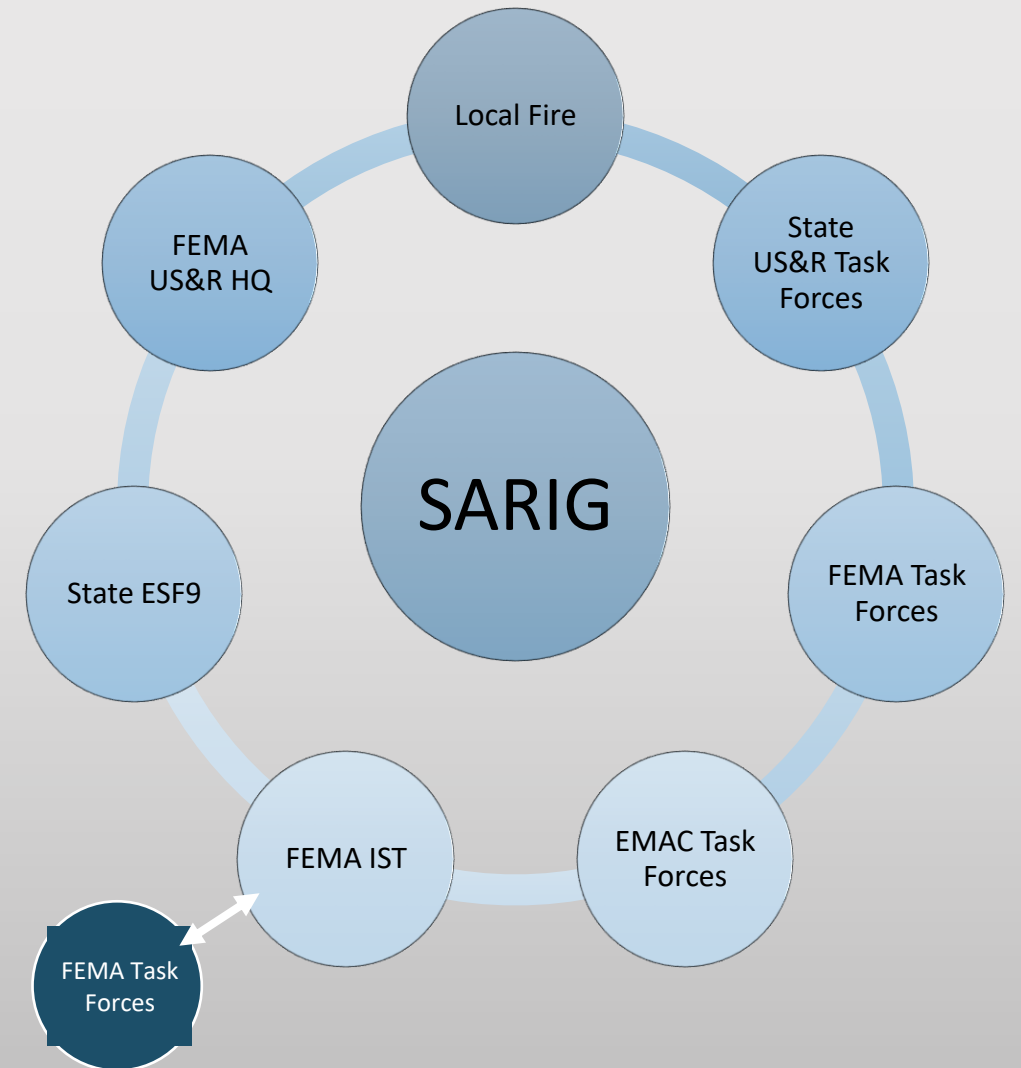 Local Fire
FEMA
US&R HQ
State
US&R Task
Forces
SARIG
State ESF9
FEMA Task
Forces
FEMA IST
EMAC Task
Forces
FEMA Task
Forces